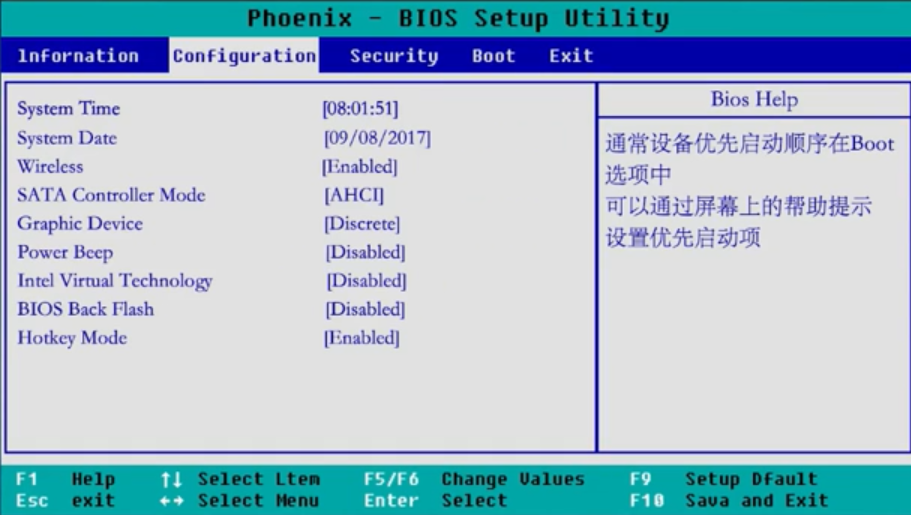 Phoenix - BIOS Setup Utility
lnfornation Configuration Security Boot Exit
System Time [08:01:51]
System Date [09/08/2017]
Wireless [Enabled]
SATA Controller Mode [AHCI]
Graphic Device [Discrete]
Power Beep [Disabled]
Intel Virtual Technology [Disabled]
BIOS Back Flash [Disabled]
Hotkey Mode [Enabled]
Bios Help
通常设备优先启动顺序在Boot
选项中
可以通过屏幕上的帮助提示
设置优先启动项
F1 Help ↑↓ Select Ltem F5/F6 Change Values F9 Setup Dfault
Esc exit ←→ Select Menu Enter Select F10 Sava and Exit